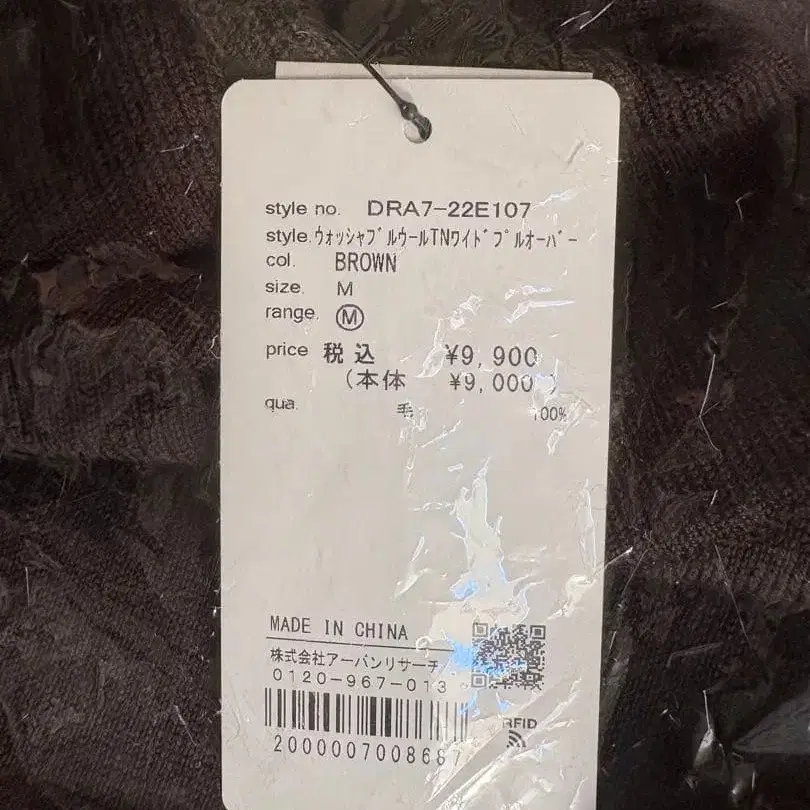 style no. DRA7-22E107
style. ｳｫｯｼｬﾌﾞﾙｳｰﾙTNﾜｲﾄﾞﾌﾟﾙｵｰﾊﾞｰ
col. BROWN
size. M
range. Ⓜ
price 税込 ¥9,900
(本体 ¥9,000)
qua. 毛 100%
MADE IN CHINA
株式会社アーバンリサーチ
0120-967-013
RFID
2000007008687